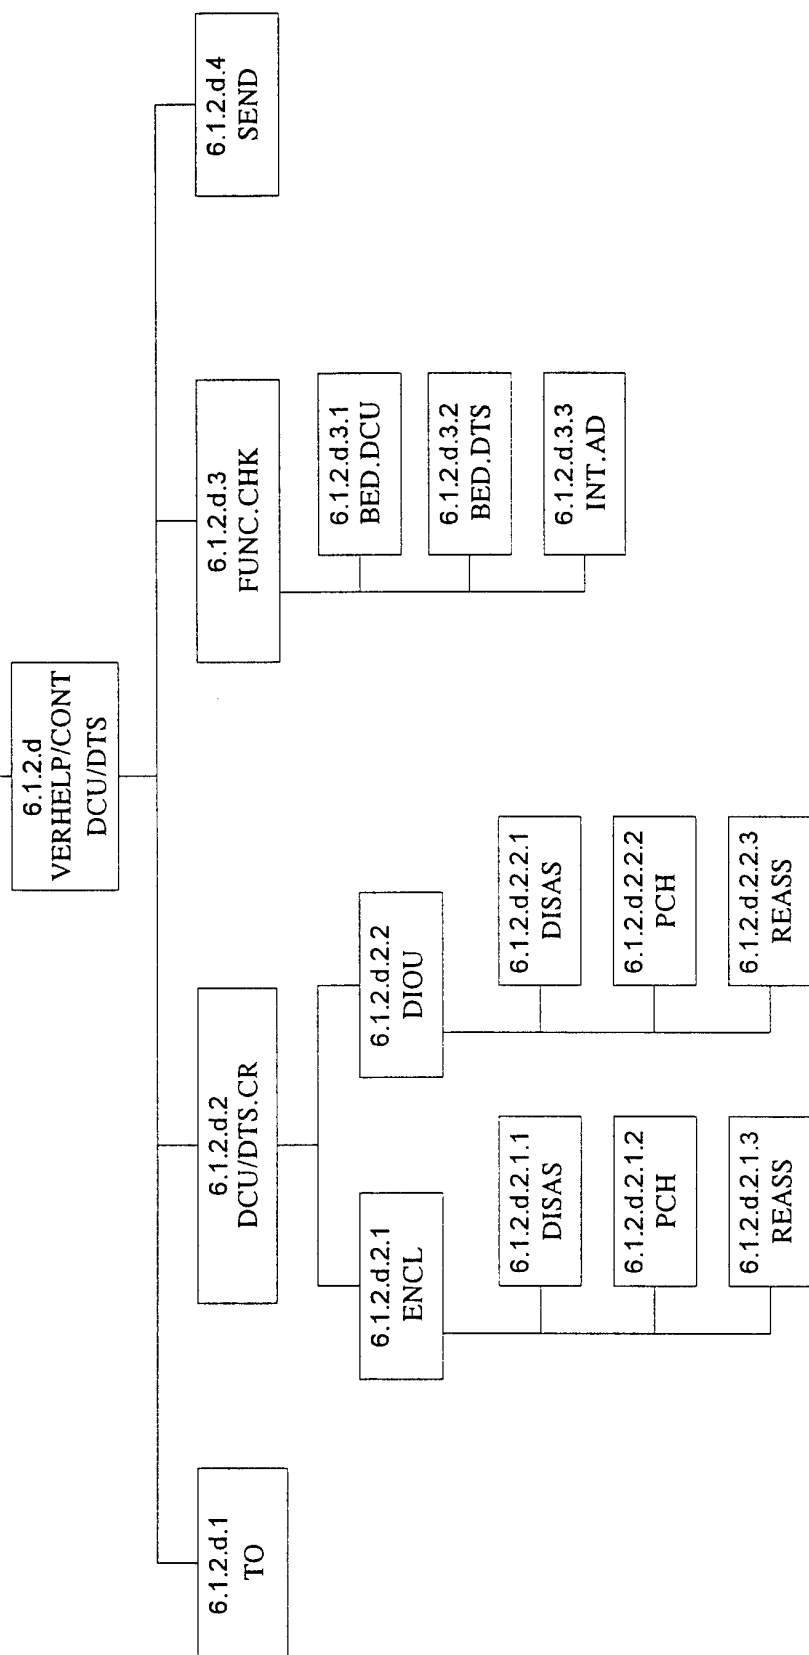 6.1.2.d
VERHELP/CONT
DCU/DTS
6.1.2.d.1
TO
6.1.2.d.2
DCU/DTS.CR
6.1.2.d.3
FUNC.CHK
6.1.2.d.4
SEND
6.1.2.d.2.1
ENCL
6.1.2.d.2.2
DIOU
6.1.2.d.3.1
BED.DCU
6.1.2.d.3.2
BED.DTS
6.1.2.d.3.3
INT.AD
6.1.2.d.2.1.1
DISAS
6.1.2.d.2.1.2
PCH
6.1.2.d.2.1.3
REASS
6.1.2.d.2.2.1
DISAS
6.1.2.d.2.2.2
PCH
6.1.2.d.2.2.3
REASS